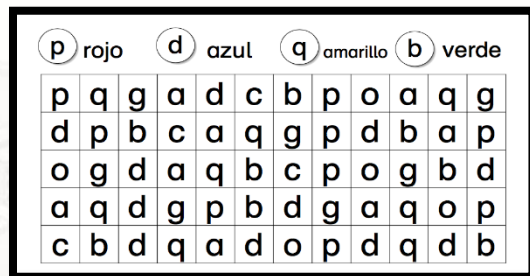 p rojo d azul q amarillo b verde
p q g a d c b p o a q g
d p b c a q g p d b a p
o g d a q b c p o g b d
a q d g p b d g a q o p
c b d q a d o p d q d b